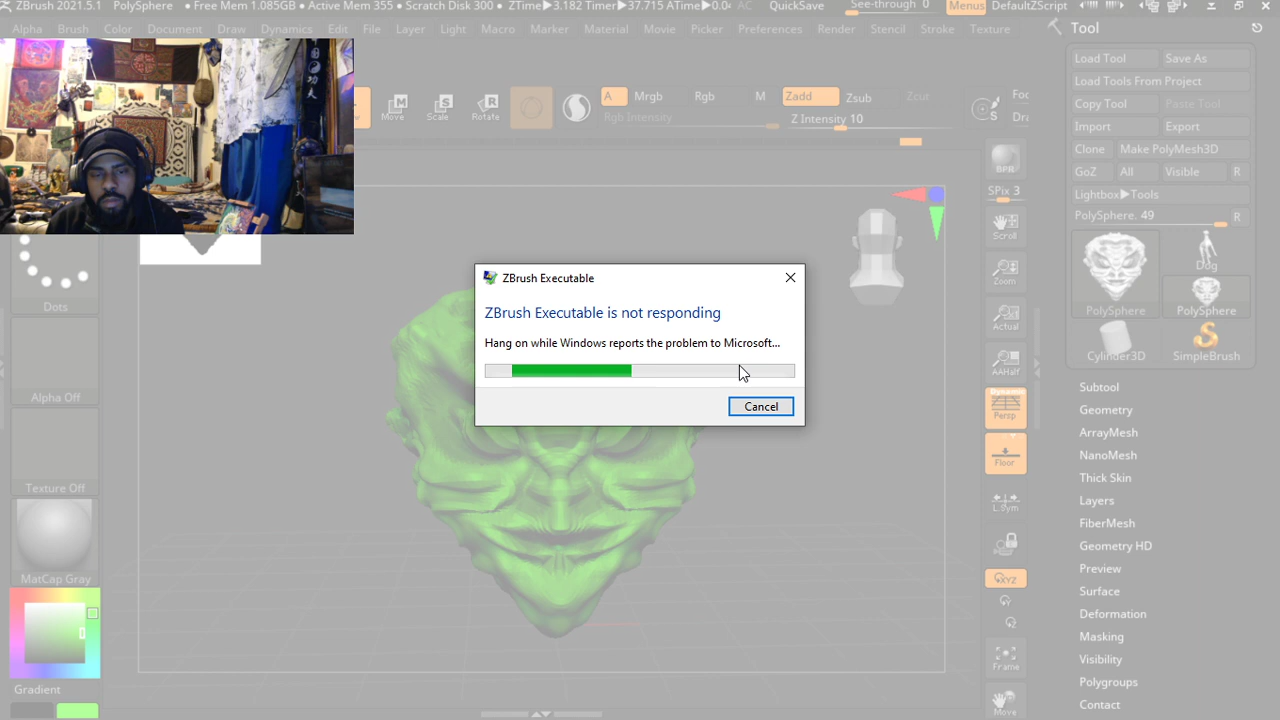 ZBrush 2021.5.1 PolySphere • Free Mem 1.085GB • Active Mem 355 • Scratch Disk 300 • ZTime▶3.182 Timer▶37.715 ATime▶0.04 AC QuickSave See-through 0 Menus DefaultZScript
Alpha Brush Color Document Draw Dynamics Edit File Layer Light Macro Marker Material Movie Picker Preferences Render Stencil Stroke Texture
Tool
Load Tool Save As
Load Tools From Project
Copy Tool Paste Tool
Import Export
Clone Make PolyMesh3D
GoZ All Visible R
Lightbox▶Tools
PolySphere. 49 R
Move Scale Rotate
A Mrgb Rgb M
Rgb Intensity
Zadd Zsub Zcur
Z Intensity 10
S
BPR
SPix 3
Scroll
Zoom
Actual
AAHalf
Persp
Floor
L.Sym
XYZ
Frame
Move
PolySphere
Dog
PolySphere
Cylinder3D
SimpleBrush
Subtool
Geometry
ArrayMesh
NanoMesh
Thick Skin
Layers
FiberMesh
Geometry HD
Preview
Surface
Deformation
Masking
Visibility
Polygroups
Contact
Dots
Alpha Off
Texture Off
MatCap Gray
Gradient
ZBrush Executable
ZBrush Executable is not responding
Hang on while Windows reports the problem to Microsoft...
Cancel